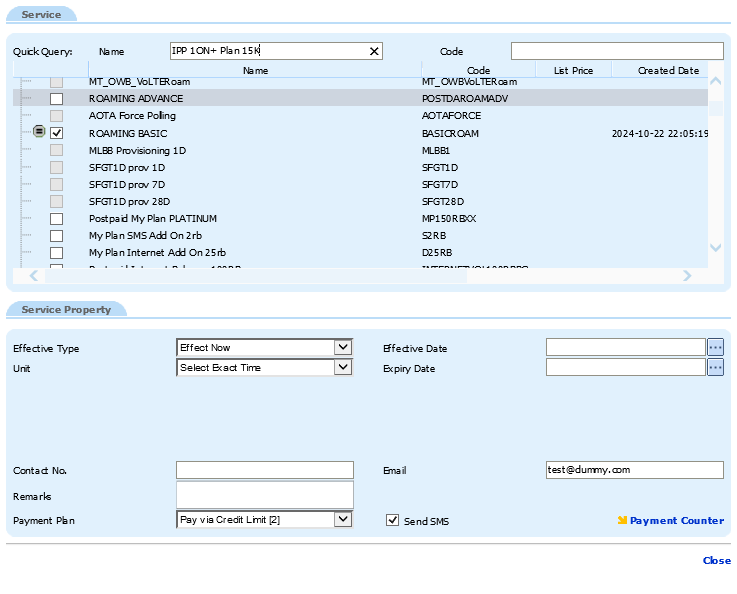 Service
Quick Query: Name IPP 1ON+ Plan 15K Code
Name Code List Price Created Date
MT_OWB_VoLTERoam MT_OWBVoLTERoam
ROAMING ADVANCE POSTDAROAMADV
AOTA Force Polling AOTAFORCE
ROAMING BASIC BASICROAM 2024-10-22 22:05:19
MLBB Provisioning 1D MLBB1
SFGT1D prov 1D SFGT1D
SFGT1D prov 7D SFGT7D
SFGT1D prov 28D SFGT28D
Postpaid My Plan PLATINUM MP150RBXX
My Plan SMS Add On 2rb S2RB
My Plan Internet Add On 25rb D25RB
Postpaid Internet
Service Property
Effective Type Effect Now Effective Date
Unit Select Exact Time Expiry Date
Contact No. Email test@dummy.com
Remarks
Payment Plan Pay via Credit Limit [2] Send SMS Payment Counter
Close